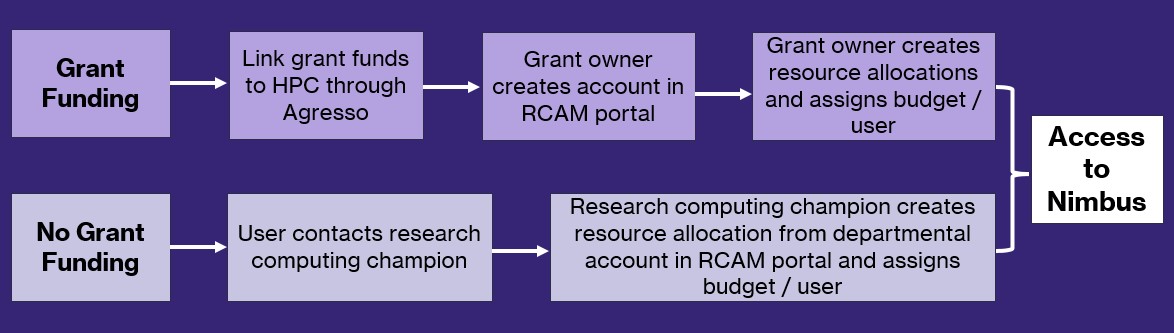 Grant
Funding
Link grant funds
to HPC through
Agresso
Grant owner
creates account in
RCAM portal
Grant owner creates
resource allocations
and assigns budget /
user
Access
to
Nimbus
No Grant
Funding
User contacts research
computing champion
Research computing champion creates
resource allocation from departmental
account in RCAM portal and assigns
budget / user